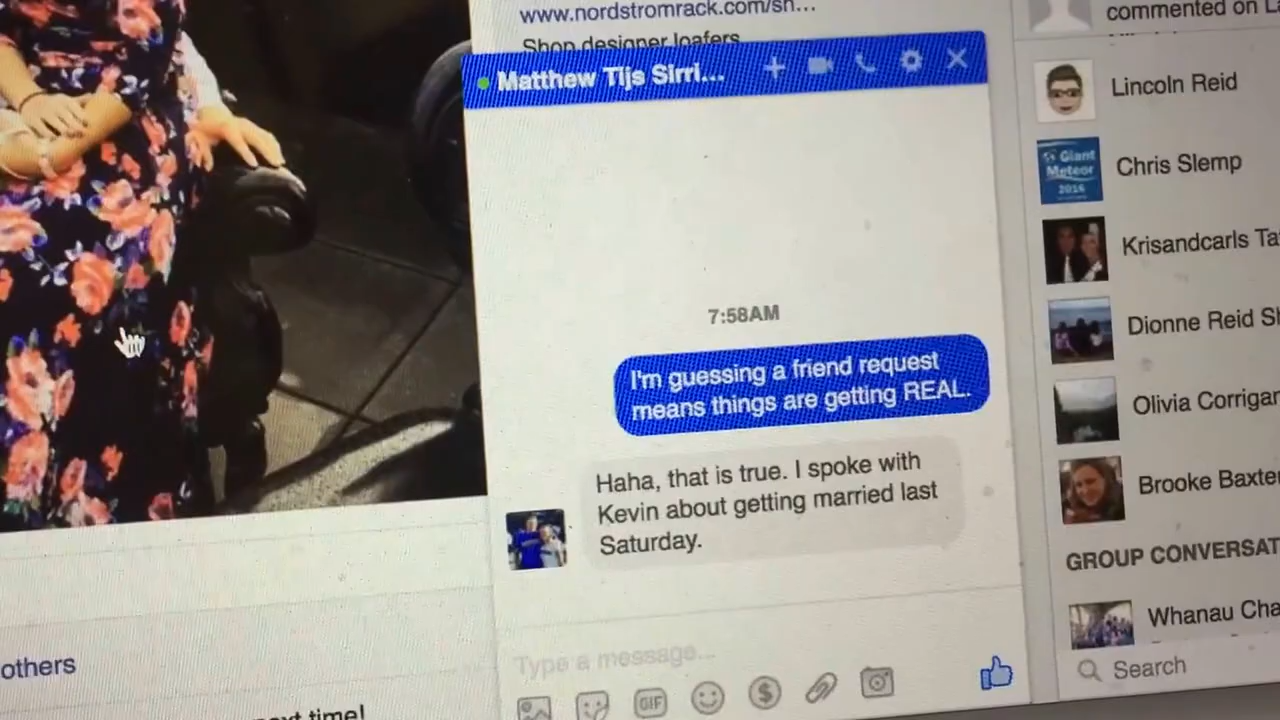 www.nordstromrack.com/sh...
Shop designer loafers
commented on
Matthew Tijs Sirri...
Lincoln Reid
Giant
Meteor
2016
Chris Slemp
Krisandcarls
Dionne Reid
Olivia Corrigan
Brooke Baxter
7:58AM
I'm guessing a friend request
means things are getting REAL.
Haha, that is true. I spoke with
Kevin about getting married last
Saturday.
GROUP CONVERSAT
Whanau Cha
Type a message...
GIF
$
Search
others
time!